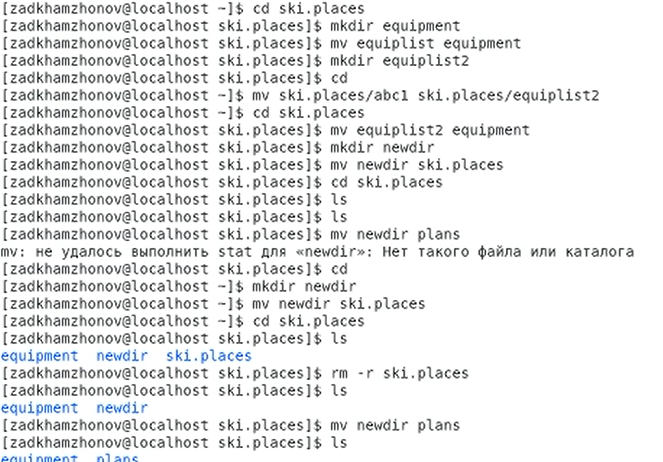 [zadkhamzhonov@localhost ~]$ cd ski.places
[zadkhamzhonov@localhost ski.places]$ mkdir equipment
[zadkhamzhonov@localhost ski.places]$ mv equiplist equipment
[zadkhamzhonov@localhost ski.places]$ mkdir equiplist2
[zadkhamzhonov@localhost ski.places]$ cd
[zadkhamzhonov@localhost ~]$ mv ski.places/abc1 ski.places/equiplist2
[zadkhamzhonov@localhost ~]$ cd ski.places
[zadkhamzhonov@localhost ski.places]$ mv equiplist2 equipment
[zadkhamzhonov@localhost ski.places]$ mkdir newdir
[zadkhamzhonov@localhost ski.places]$ mv newdir ski.places
[zadkhamzhonov@localhost ski.places]$ cd ski.places
[zadkhamzhonov@localhost ski.places]$ ls
[zadkhamzhonov@localhost ski.places]$ ls
[zadkhamzhonov@localhost ski.places]$ mv newdir plans
mv: не удалось выполнить stat для «newdir»: Нет такого файла или каталога
[zadkhamzhonov@localhost ski.places]$ cd
[zadkhamzhonov@localhost ~]$ mkdir newdir
[zadkhamzhonov@localhost ~]$ mv newdir ski.places
[zadkhamzhonov@localhost ~]$ cd ski.places
[zadkhamzhonov@localhost ski.places]$ ls
equipment newdir ski.places
[zadkhamzhonov@localhost ski.places]$ rm -r ski.places
[zadkhamzhonov@localhost ski.places]$ ls
equipment newdir
[zadkhamzhonov@localhost ski.places]$ mv newdir plans
[zadkhamzhonov@localhost ski.places]$ ls
equipment plans